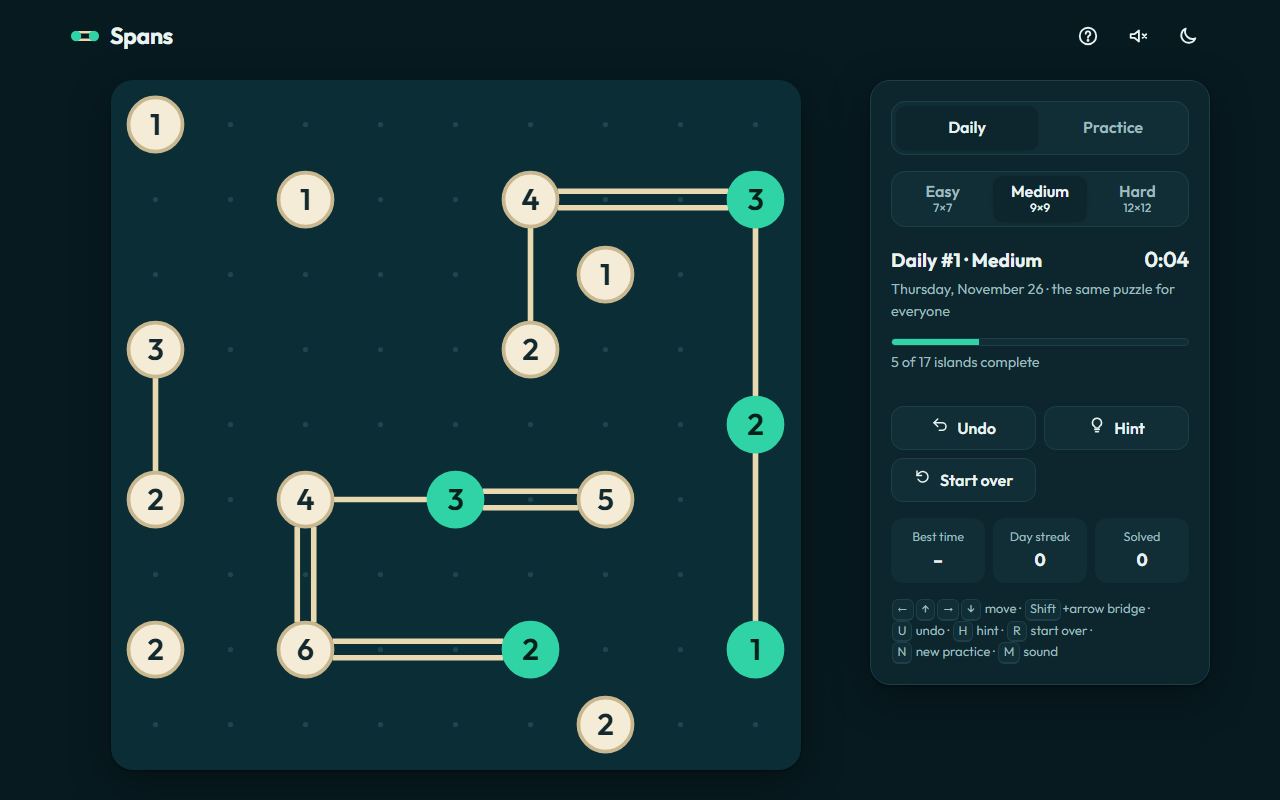 Spans
1
1 4 3
1
3 2
2
2 4 3 5
2 6 2 1
2
Daily Practice
Easy Medium Hard
7×7 9×9 12×12
Daily #1 · Medium 0:04
Thursday, November 26 · the same puzzle for
everyone
5 of 17 islands complete
Undo Hint
Start over
Best time Day streak Solved
– 0 0
← ↑ → ↓ move · Shift +arrow bridge ·
U undo · H hint · R start over ·
N new practice · M sound